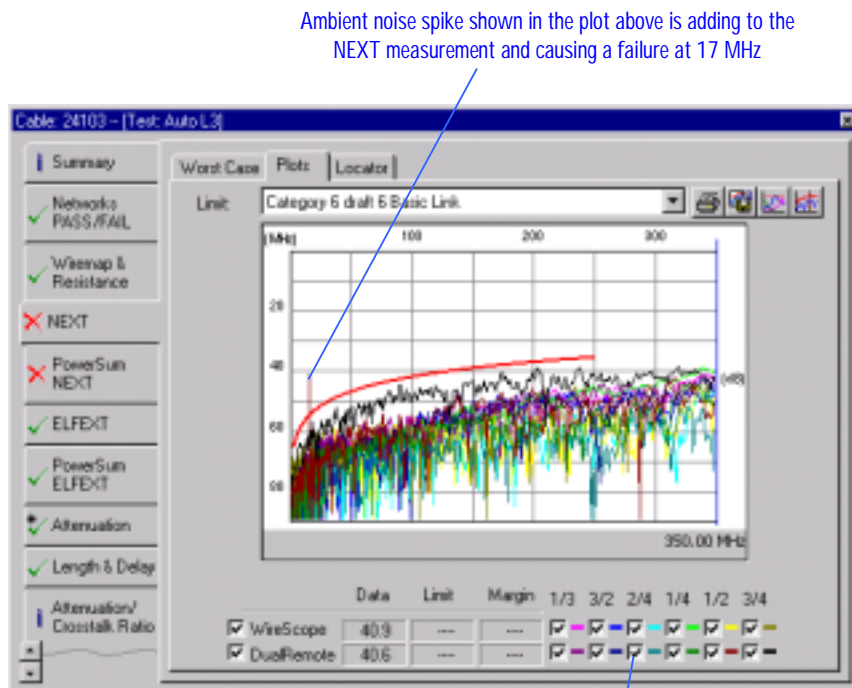 Ambient noise spike shown in the plot above is adding to the
NEXT measurement and causing a failure at 17 MHz
Cable: 24103 - (Test: Auto L3)
Summary
Networks
PASS/FAIL
Wiremap &
Resistance
NEXT
PowerSum
NEXT
ELFEXT
PowerSum
ELFEXT
Attenuation
Length & Delay
Attenuation/
Crosstalk Ratio
Worst Case Plots Locator
Limit: Category 6 draft 6 Basic Link
(MHz) 100 200 300
20
40
60
80
(dB)
350.00 MHz
Data Limit Margin 1/3 3/2 2/4 1/4 1/2 3/4
WireScope 40.9 ---- ----
DualRemote 40.6 ---- ----